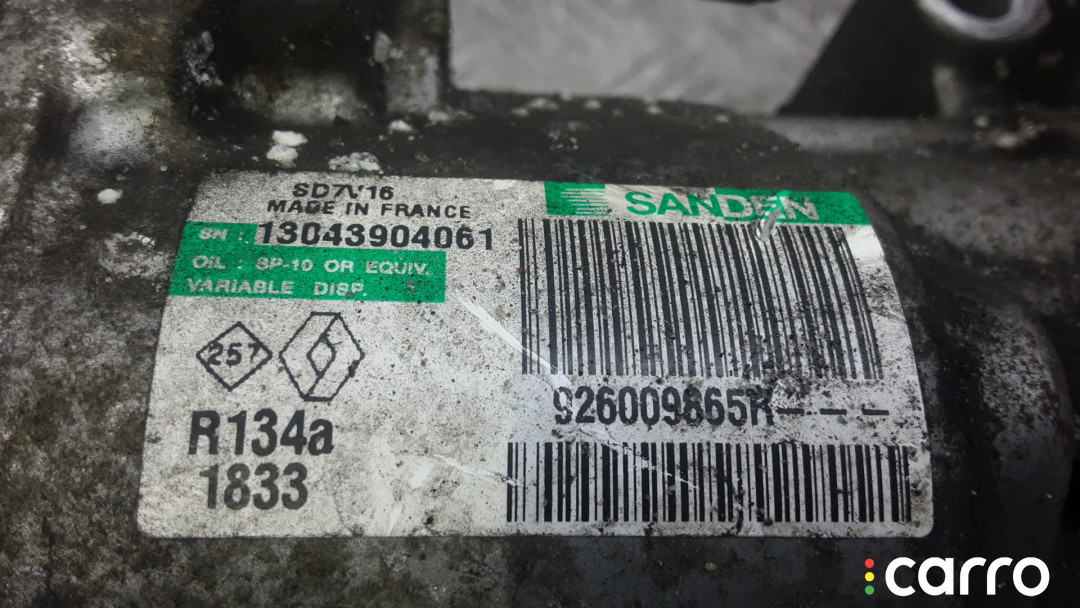 SD7V16
MADE IN FRANCE
SANDEN
SN : 13043904061
OIL : SP-10 OR EQUIV.
VARIABLE DISP.
257
926009865R---
R134a
1833
carro